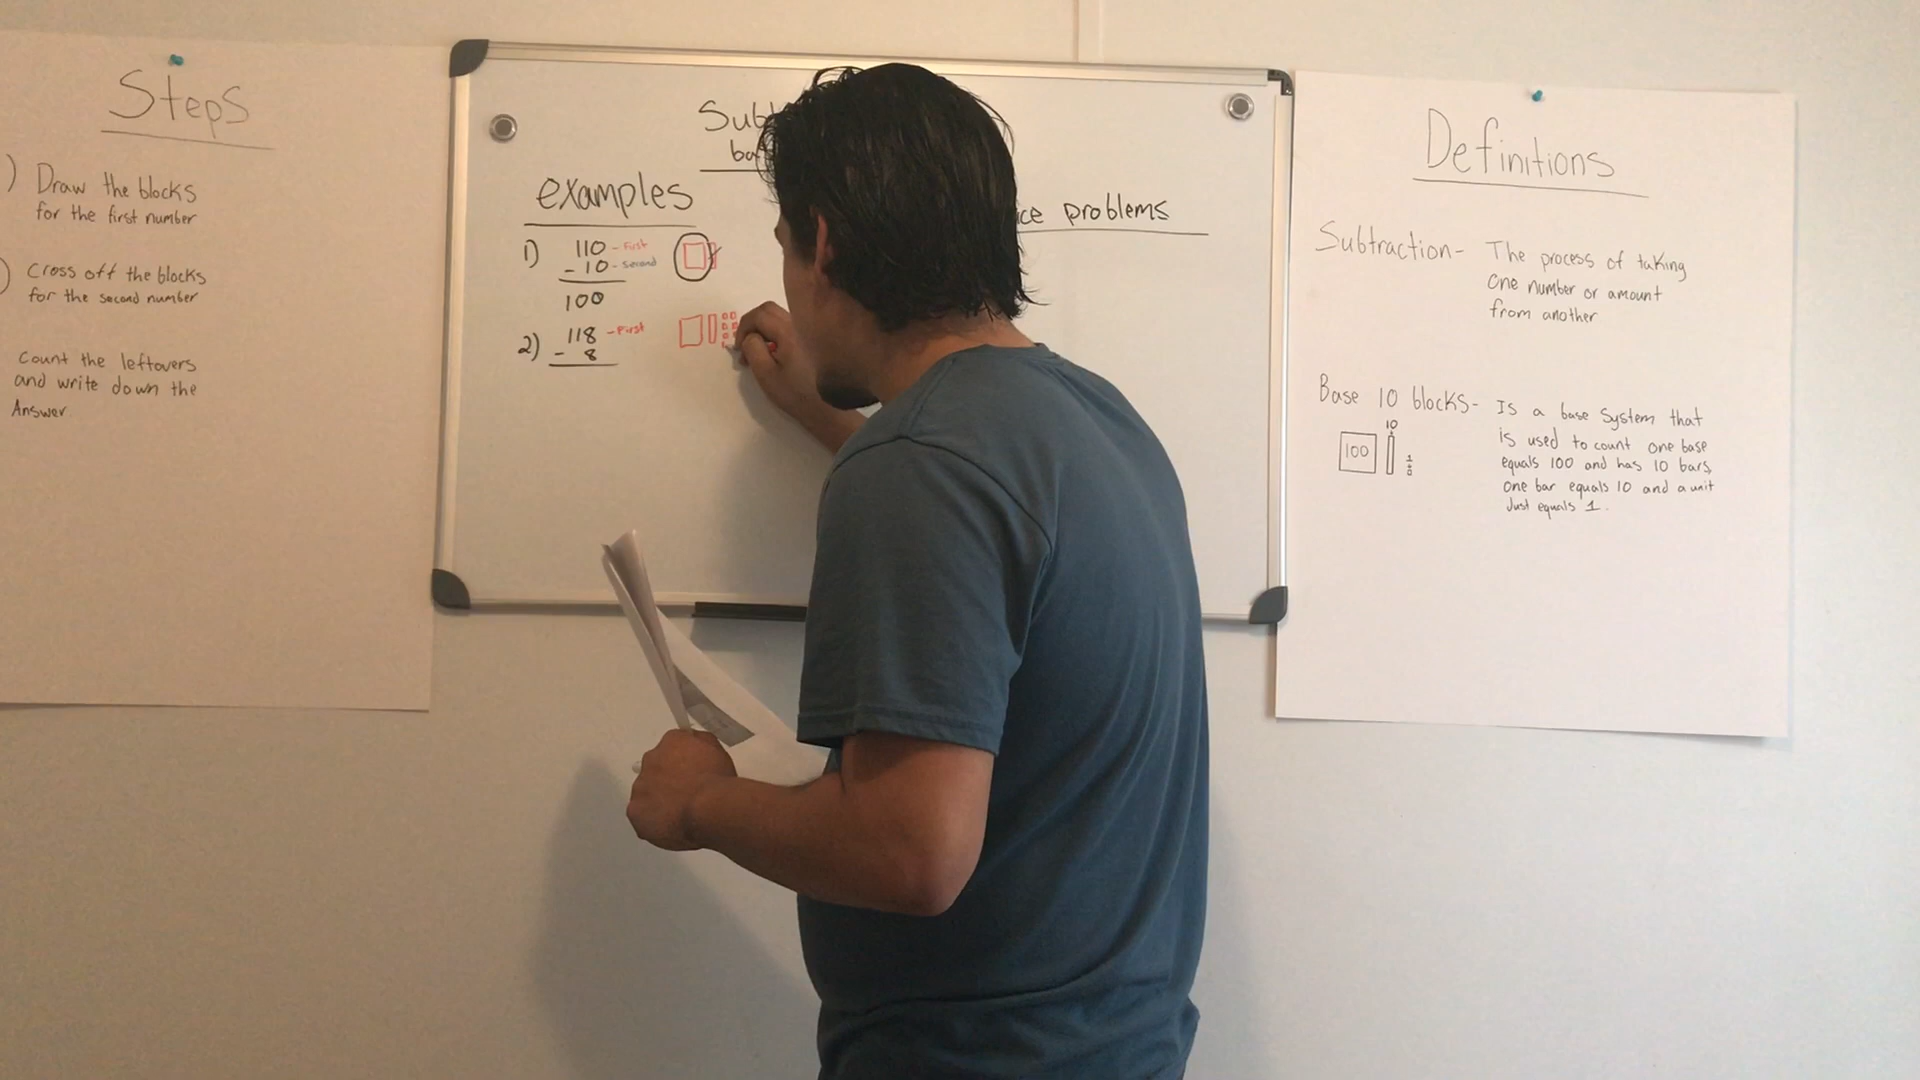 Steps
) Draw the blocks
for the first number
) Cross off the blocks
for the second number
Count the leftovers
and write down the
Answer
examples
1) 110 - First
- 10 - second
100
2) 118 - First
- 8
problems
Definitions
Subtraction- The process of taking
one number or amount
from another
Base 10 blocks- Is a base System that
is used to count one base
equals 100 and has 10 bars,
one bar equals 10 and a unit
Just equals 1.
100
10
1